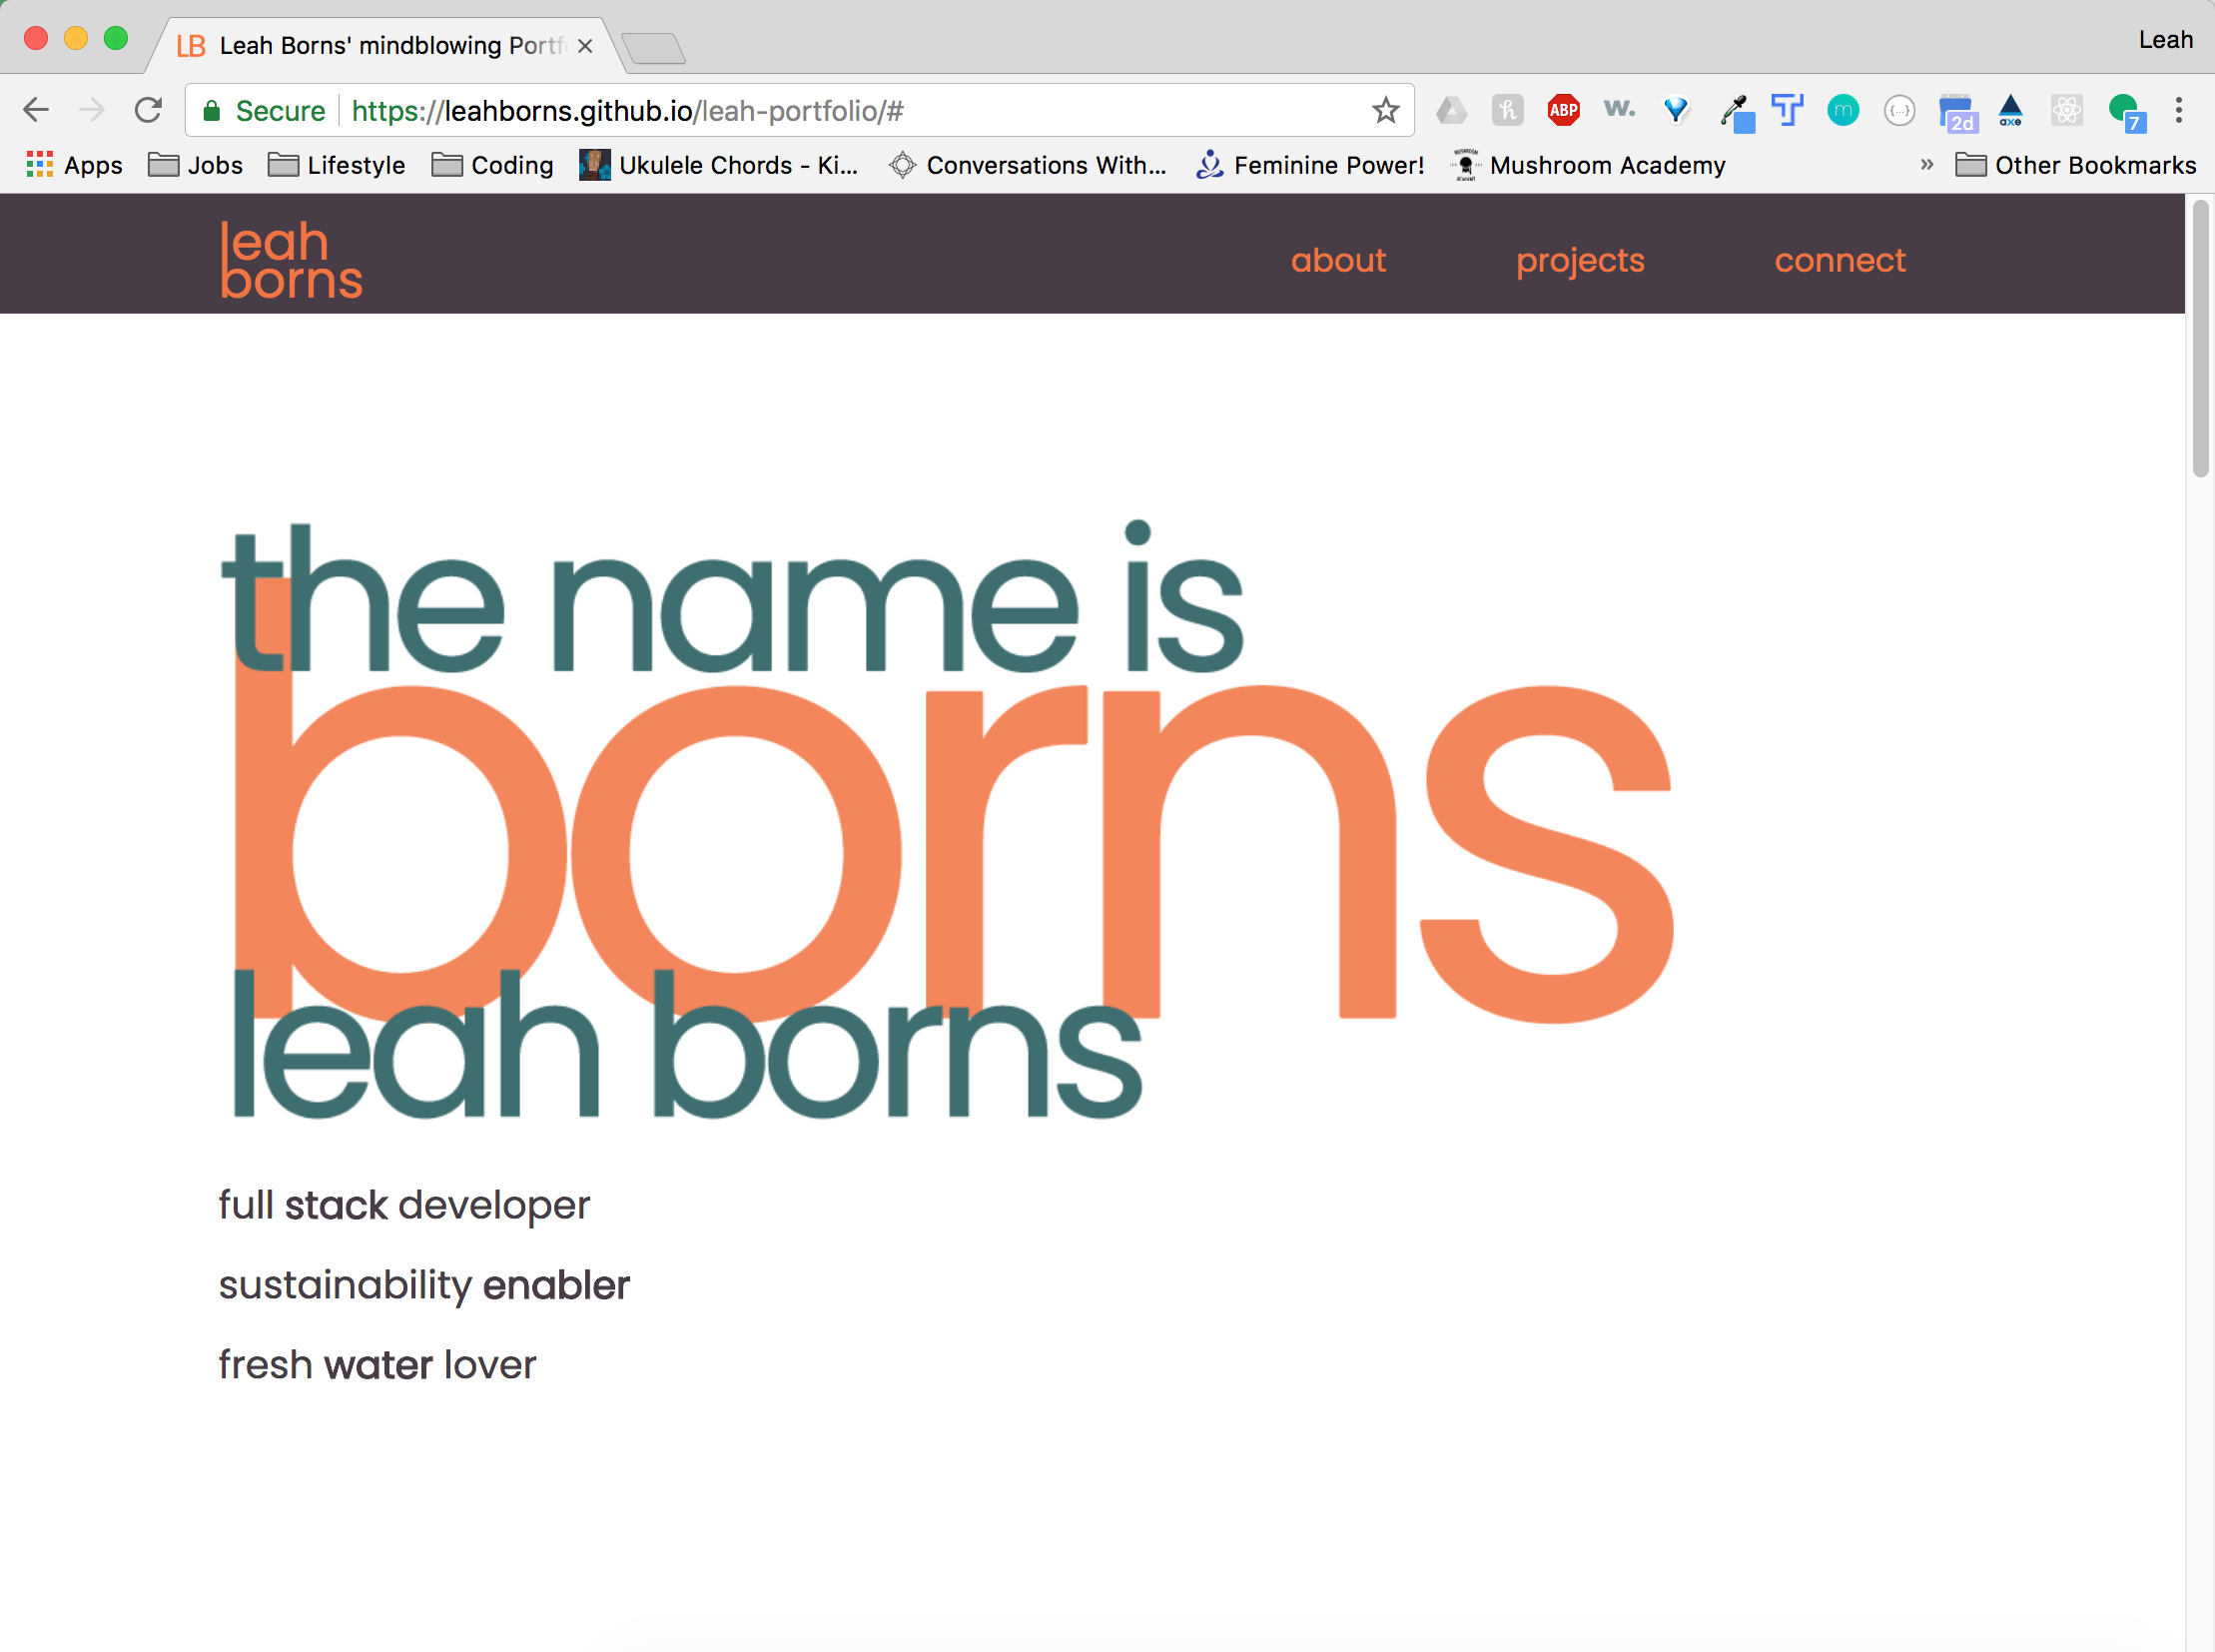 LB Leah Borns' mindblowing Portf
Leah
Secure https://leahborns.github.io/leah-portfolio/#
h ABP w. T m {...} 2d axe 7
Apps Jobs Lifestyle Coding Ukulele Chords - Ki... Conversations With... Feminine Power! Mushroom Academy » Other Bookmarks
leah
borns
about projects connect
the name is
borns
leah borns
full stack developer
sustainability enabler
fresh water lover